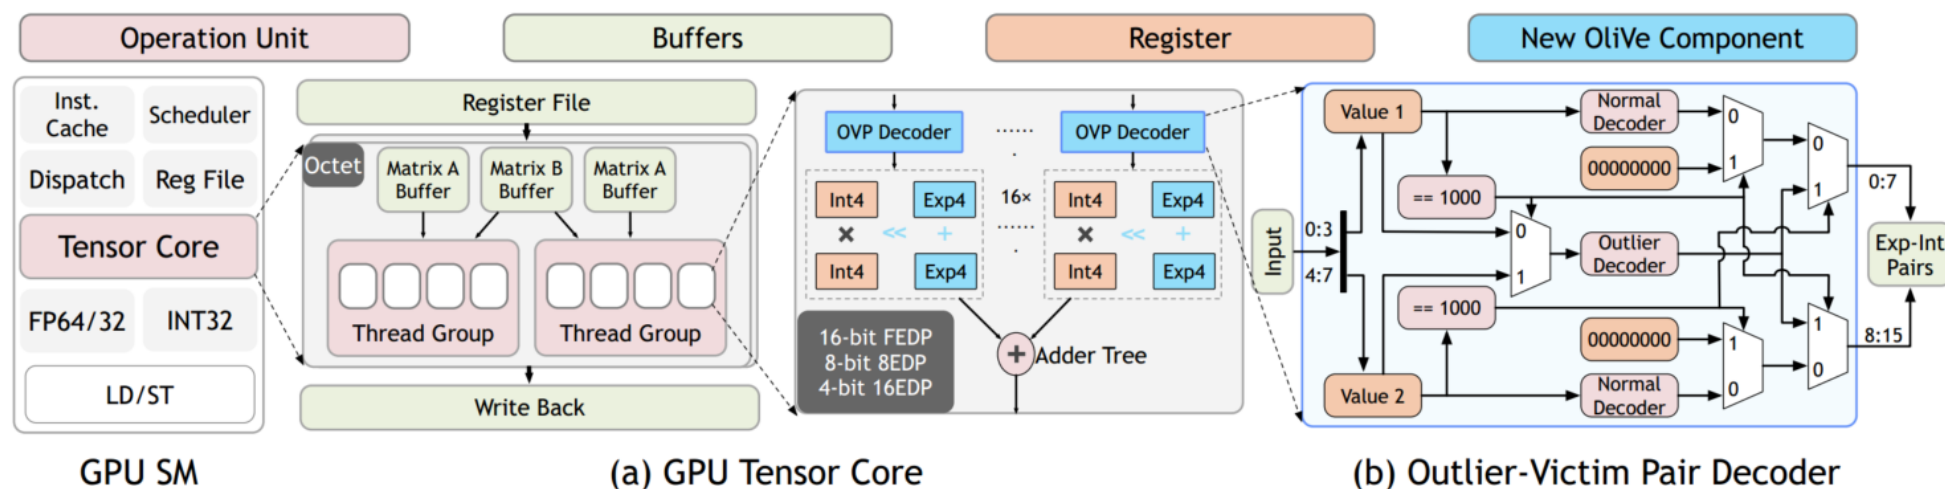 Operation Unit
Buffers
Register
New OliVe Component
Inst.
Cache
Scheduler
Dispatch
Reg File
Tensor Core
FP64/32
INT32
LD/ST
GPU SM
Register File
Octet
Matrix A
Buffer
Matrix B
Buffer
Matrix A
Buffer
Thread Group
Thread Group
Write Back
OVP Decoder
......
OVP Decoder
Int4
Exp4
16×
Int4
Exp4
× << +
......
× << +
Int4
Exp4
Int4
Exp4
16-bit FEDP
8-bit 8EDP
4-bit 16EDP
+
Adder Tree
(a) GPU Tensor Core
Input
0:3
4:7
Value 1
Normal
Decoder
0
1
00000000
== 1000
0
1
0:7
0
1
Outlier
Decoder
Exp-Int
Pairs
== 1000
00000000
1
0
1
0
8:15
Value 2
Normal
Decoder
(b) Outlier-Victim Pair Decoder